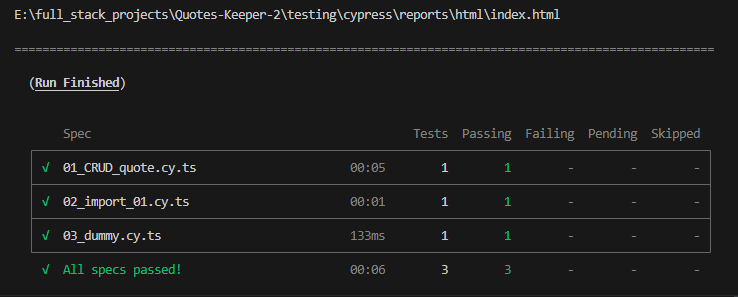 E:\full_stack_projects\Quotes-Keeper-2\testing\cypress\reports\html\index.html
====================================================================================================
(Run Finished)
Spec Tests Passing Failing Pending Skipped
√ 01_CRUD_quote.cy.ts 00:05 1 1 - - -
√ 02_import_01.cy.ts 00:01 1 1 - - -
√ 03_dummy.cy.ts 133ms 1 1 - - -
√ All specs passed! 00:06 3 3 - - -